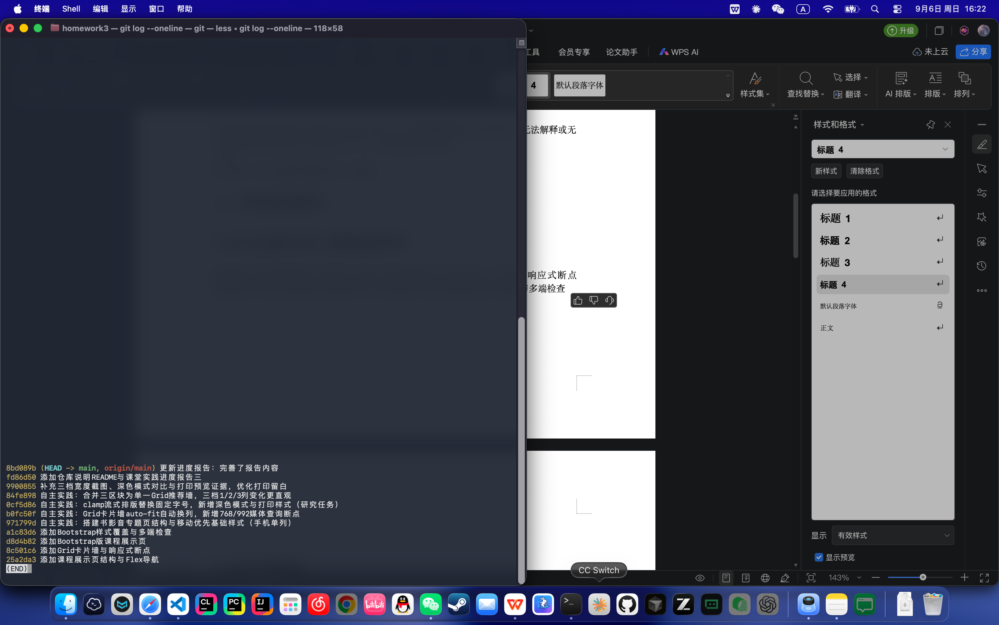 终端 Shell 编辑 显示 窗口 帮助
9月6日 周日 16:22
homework3 — git log --oneline — git — less ◂ git log --oneline — 118×58
升级
工具 会员专享 论文助手 WPS AI
未上云 分享
4 默认段落字体
样式集
查找替换
选择
翻译
AI 排版 排版 排列
无法解释或无
响应式断点
多端检查
样式和格式
标题 4
新样式 清除格式
请选择要应用的格式
标题 1
标题 2
标题 3
标题 4
默认段落字体
正文
显示 有效样式
显示预览
8bd089b (HEAD -> main, origin/main) 更新进度报告：完善了报告内容
fd86d50 添加仓库说明README与课堂实践进度报告三
9900855 补充三档宽度截图、深色模式对比与打印预览证据，优化打印留白
84fe898 自主实践：合并三区块为单一Grid推荐墙，三档1/2/3列变化更直观
0cf5d86 自主实践：clamp流式排版替换固定字号，新增深色模式与打印样式（研究任务）
b0fc50f 自主实践：Grid卡片墙auto-fit自动换列，新增768/992媒体查询断点
971799d 自主实践：搭建书影音专题页结构与移动优先基础样式（手机单列）
a1c83d6 添加Bootstrap样式覆盖与多端检查
d8d4b82 添加Bootstrap版课程展示页
8c501c6 添加Grid卡片墙与响应式断点
25a2da3 添加课程展示页结构与Flex导航
(END)
CC Switch
143%
CL
PC
IJ
bilibili